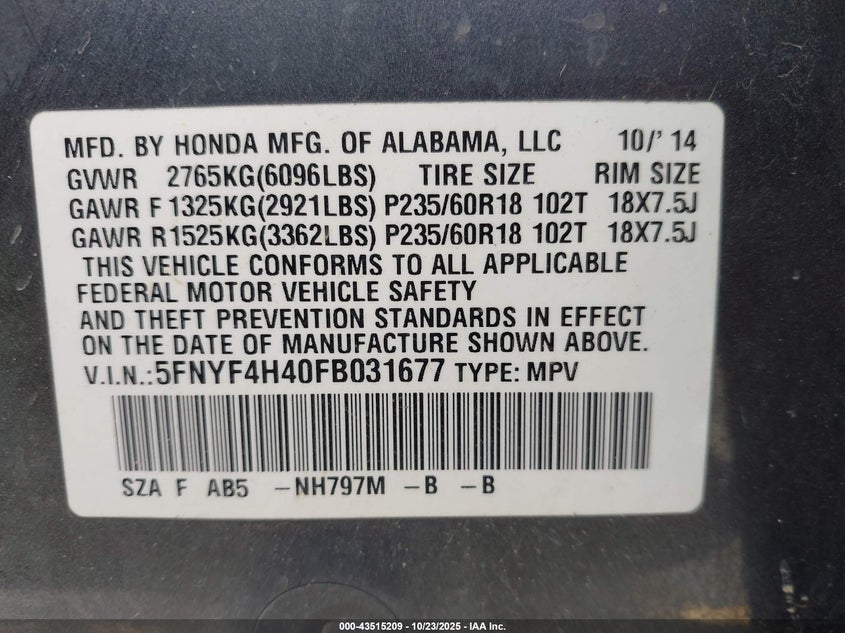 MFD. BY HONDA MFG. OF ALABAMA, LLC 10/' 14
GVWR 2765KG(6096LBS) TIRE SIZE RIM SIZE
GAWR F 1325KG(2921LBS) P235/60R18 102T 18X7.5J
GAWR R1525KG(3362LBS) P235/60R18 102T 18X7.5J
THIS VEHICLE CONFORMS TO ALL APPLICABLE
FEDERAL MOTOR VEHICLE SAFETY
AND THEFT PREVENTION STANDARDS IN EFFECT
ON THE DATE OF MANUFACTURE SHOWN ABOVE.
V.I.N.:5FNYF4H40FB031677 TYPE: MPV
SZA F AB5 -NH797M -B -B
000-43515209 - 10/23/2025 - IAA Inc.